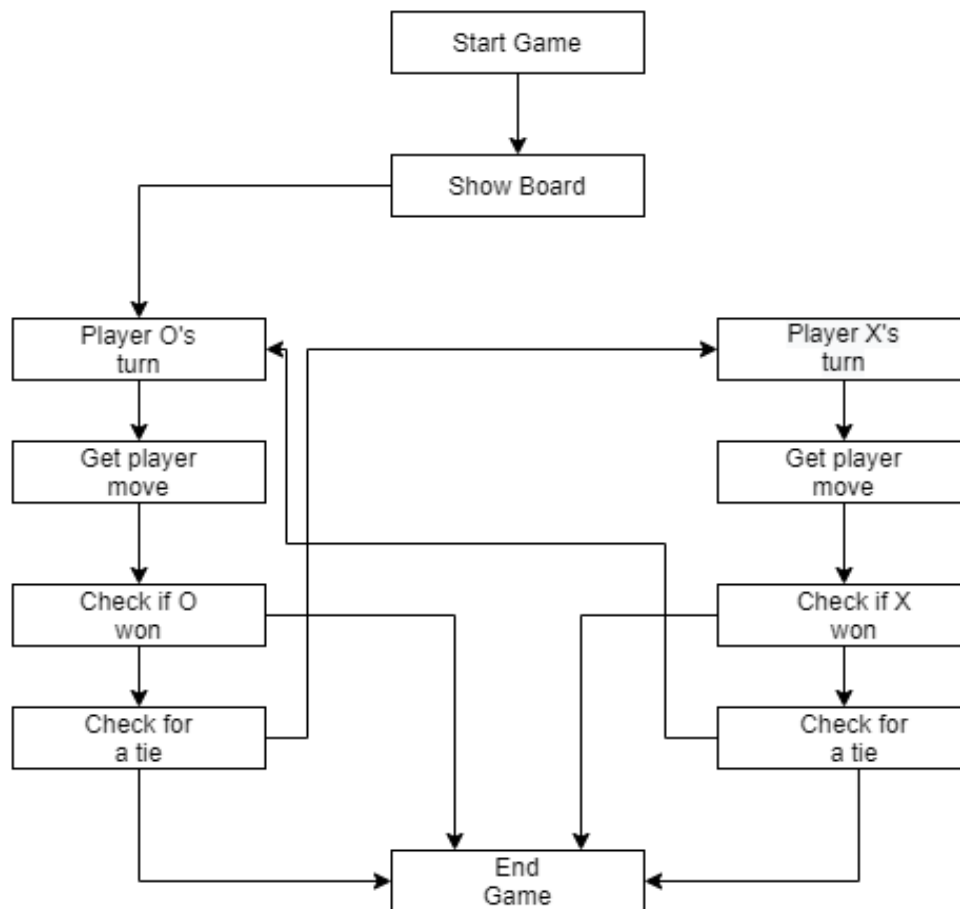 Start Game
Show Board
Player O's
turn
Get player
move
Check if O
won
Check for
a tie
Player X's
turn
Get player
move
Check if X
won
Check for
a tie
End
Game